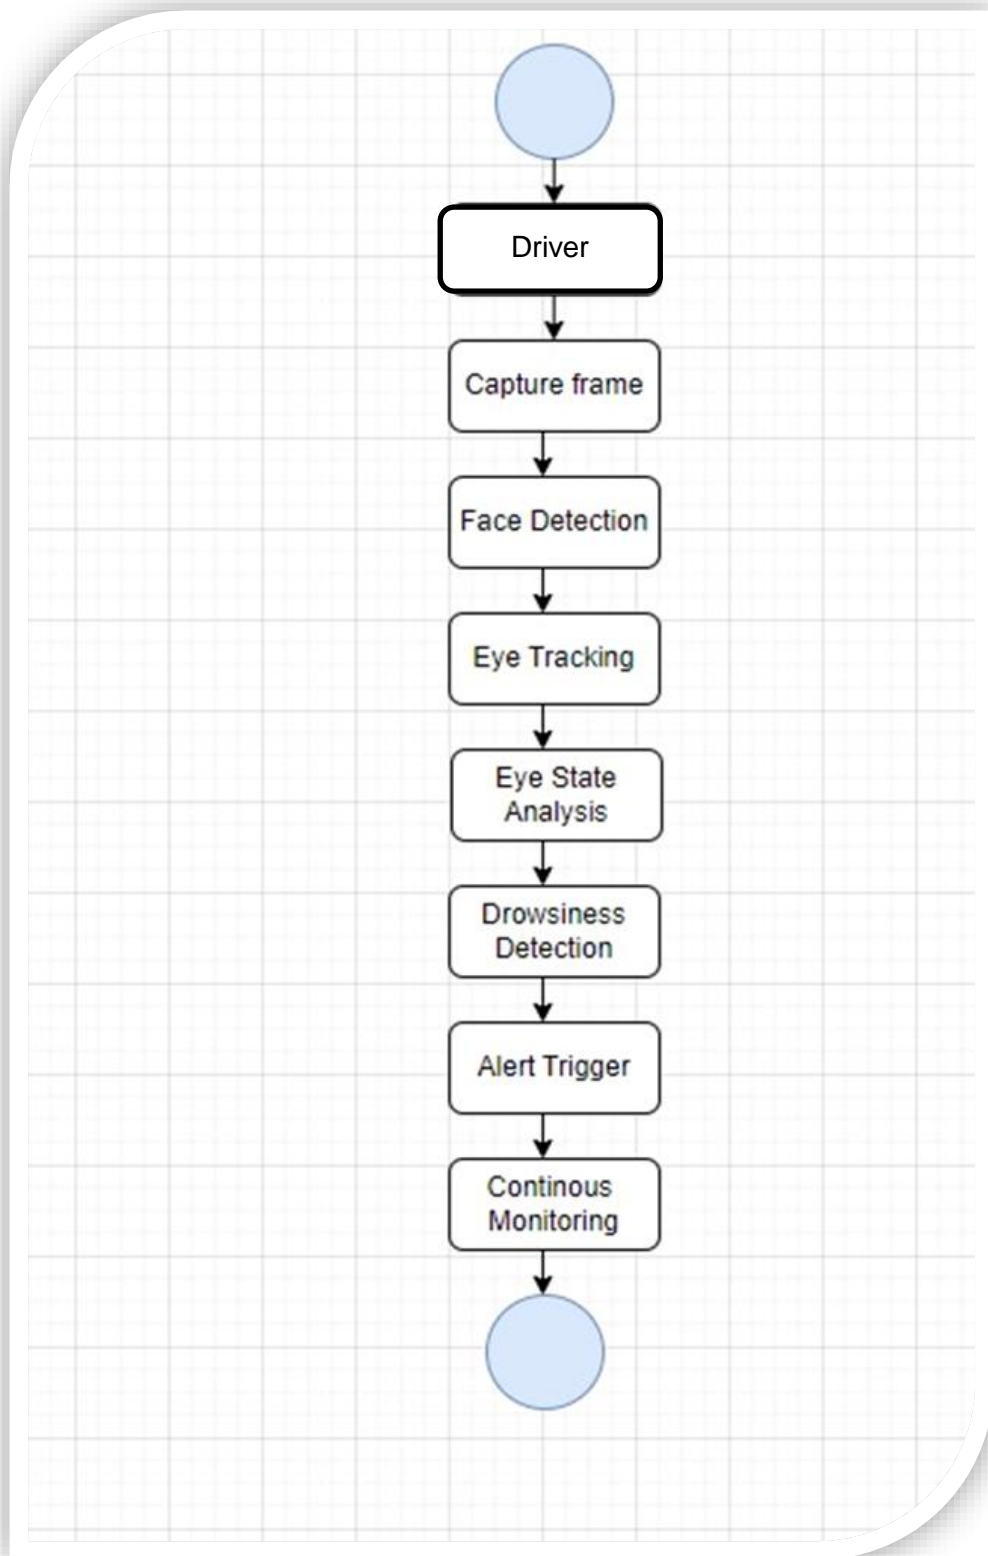 Driver
Capture frame
Face Detection
Eye Tracking
Eye State
Analysis
Drowsiness
Detection
Alert Trigger
Continous
Monitoring